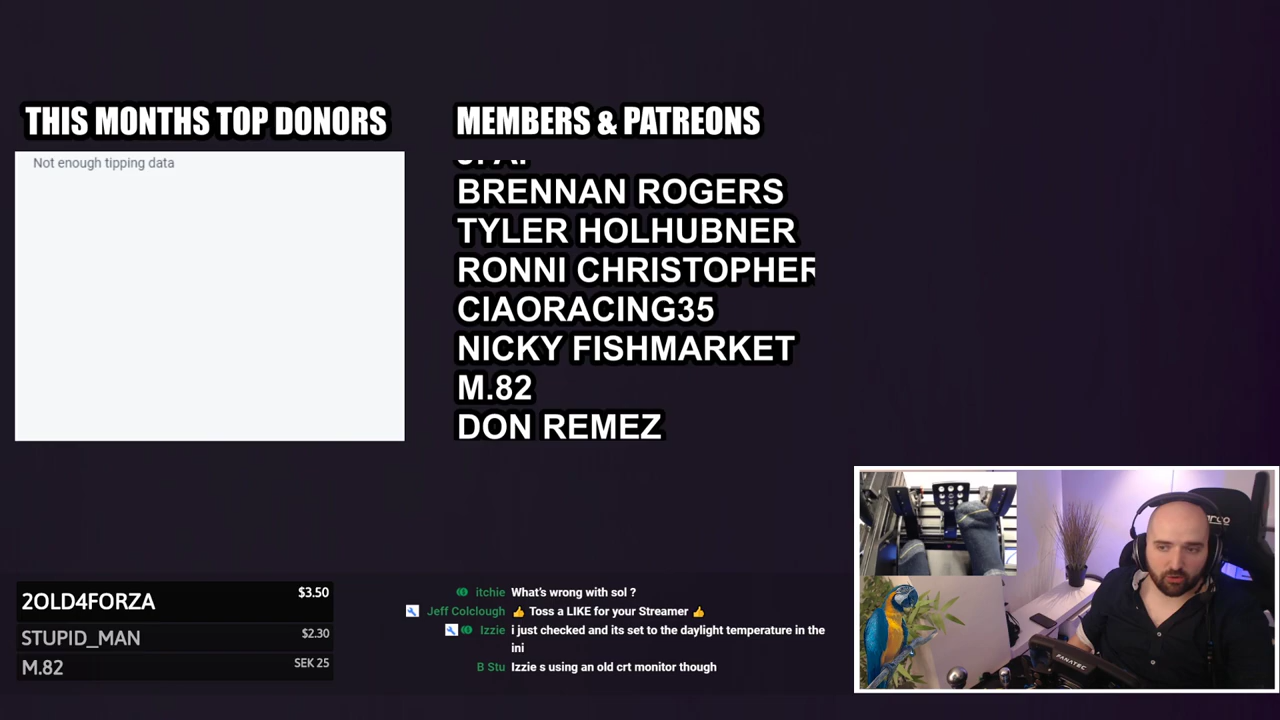 THIS MONTHS TOP DONORS
Not enough tipping data
MEMBERS & PATREONS
BRENNAN ROGERS
TYLER HOLHUBNER
RONNI CHRISTOPHER
CIAORACING35
NICKY FISHMARKET
M.82
DON REMEZ
2OLD4FORZA $3.50
STUPID_MAN $2.30
M.82 SEK 25
itchie What's wrong with sol ?
Jeff Colclough 👍 Toss a LIKE for your Streamer 👍
Izzie i just checked and its set to the daylight temperature in the
ini
B Stu Izzie s using an old crt monitor though
FANATEC